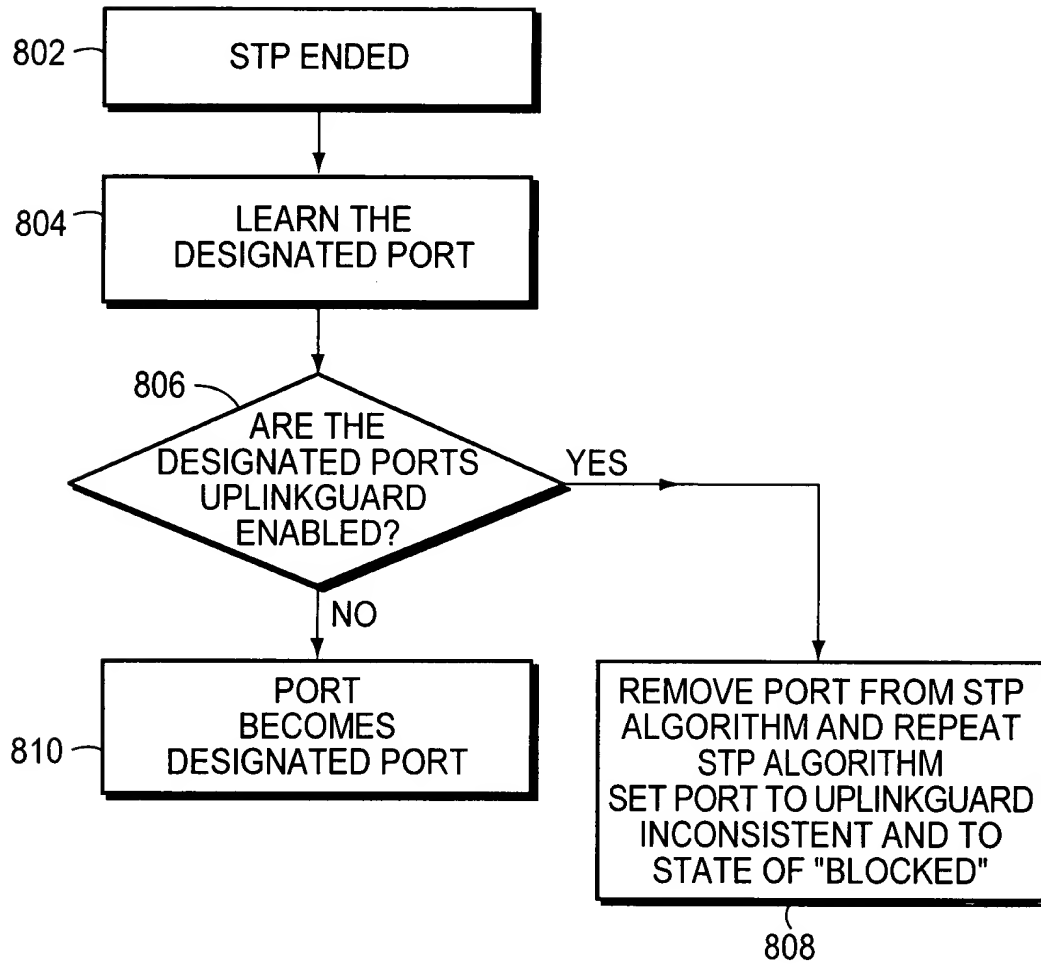 802
STP ENDED
804
LEARN THE
DESIGNATED PORT
806
ARE THE
DESIGNATED PORTS
UPLINKGUARD
ENABLED?
YES
NO
810
PORT
BECOMES
DESIGNATED PORT
REMOVE PORT FROM STP
ALGORITHM AND REPEAT
STP ALGORITHM
SET PORT TO UPLINKGUARD
INCONSISTENT AND TO
STATE OF "BLOCKED"
808